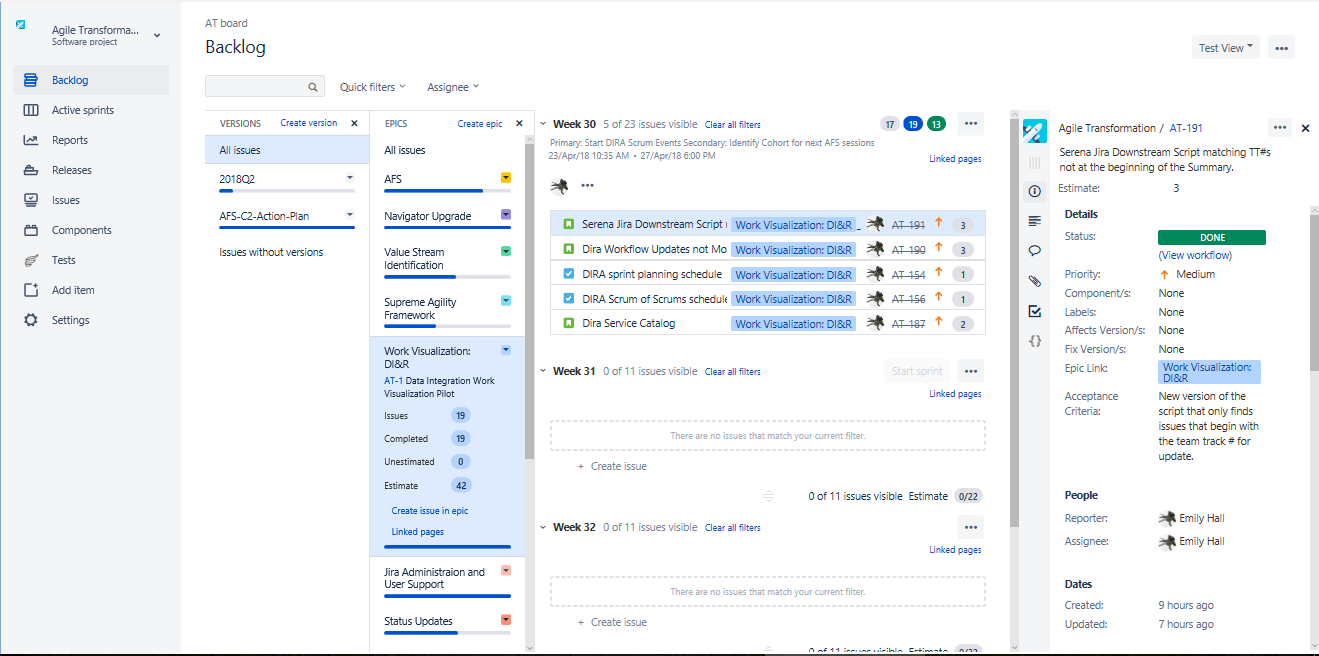 Agile Transforma...
Software project
Backlog
Active sprints
Reports
Releases
Issues
Components
Tests
Add item
Settings
AT board
Backlog
Test View
Quick filters
Assignee
VERSIONS Create version
All issues
2018Q2
AFS-C2-Action-Plan
Issues without versions
EPICS Create epic
All issues
AFS
Navigator Upgrade
Value Stream
Identification
Supreme Agility
Framework
Work Visualization:
DI&R
AT-1 Data Integration Work
Visualization Pilot
Issues 19
Completed 19
Unestimated 0
Estimate 42
Create issue in epic
Linked pages
Jira Administraion and
User Support
Status Updates
Week 30 5 of 23 issues visible Clear all filters 17 19 13
Primary: Start DIRA Scrum Events Secondary: Identify Cohort for next AFS sessions
23/Apr/18 10:35 AM • 27/Apr/18 6:00 PM
Linked pages
Serena Jira Downstream Script Work Visualization: DI&R AT-191 3
Dira Workflow Updates not Mo Work Visualization: DI&R AT-190 3
DIRA sprint planning schedule Work Visualization: DI&R AT-154 1
DIRA Scrum of Scrums schedule Work Visualization: DI&R AT-156 1
Dira Service Catalog Work Visualization: DI&R AT-187 2
Week 31 0 of 11 issues visible Clear all filters Start sprint
Linked pages
There are no issues that match your current filter.
+ Create issue
0 of 11 issues visible Estimate 0/22
Week 32 0 of 11 issues visible Clear all filters
Linked pages
There are no issues that match your current filter.
+ Create issue
0 of 11 issues visible Estimate 0/22
Agile Transformation / AT-191
Serena Jira Downstream Script matching TT#s
not at the beginning of the Summary.
Estimate: 3
Details
Status: DONE
(View workflow)
Priority: Medium
Component/s: None
Labels: None
Affects Version/s: None
Fix Version/s: None
Epic Link: Work Visualization:
DI&R
Acceptance
Criteria:
New version of the
script that only finds
issues that begin with
the team track # for
update.
People
Reporter: Emily Hall
Assignee: Emily Hall
Dates
Created: 9 hours ago
Updated: 7 hours ago